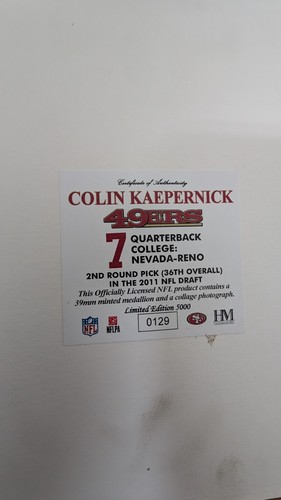 Certificate of Authenticity
COLIN KAEPERNICK
49ERS
7 QUARTERBACK
COLLEGE:
NEVADA-RENO
2ND ROUND PICK (36TH OVERALL)
IN THE 2011 NFL DRAFT
This Officially Licensed NFL product contains a
39mm minted medallion and a collage photograph.
Limited Edition 5000
NFL NFLPA 0129 SF HM